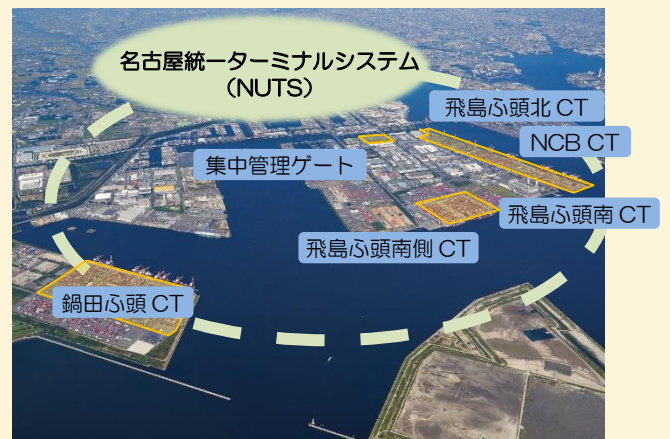 名古屋統一ターミナルシステム
（NUTS）
飛島ふ頭北 CT
NCB CT
集中管理ゲート
飛島ふ頭南 CT
飛島ふ頭南側 CT
鍋田ふ頭 CT